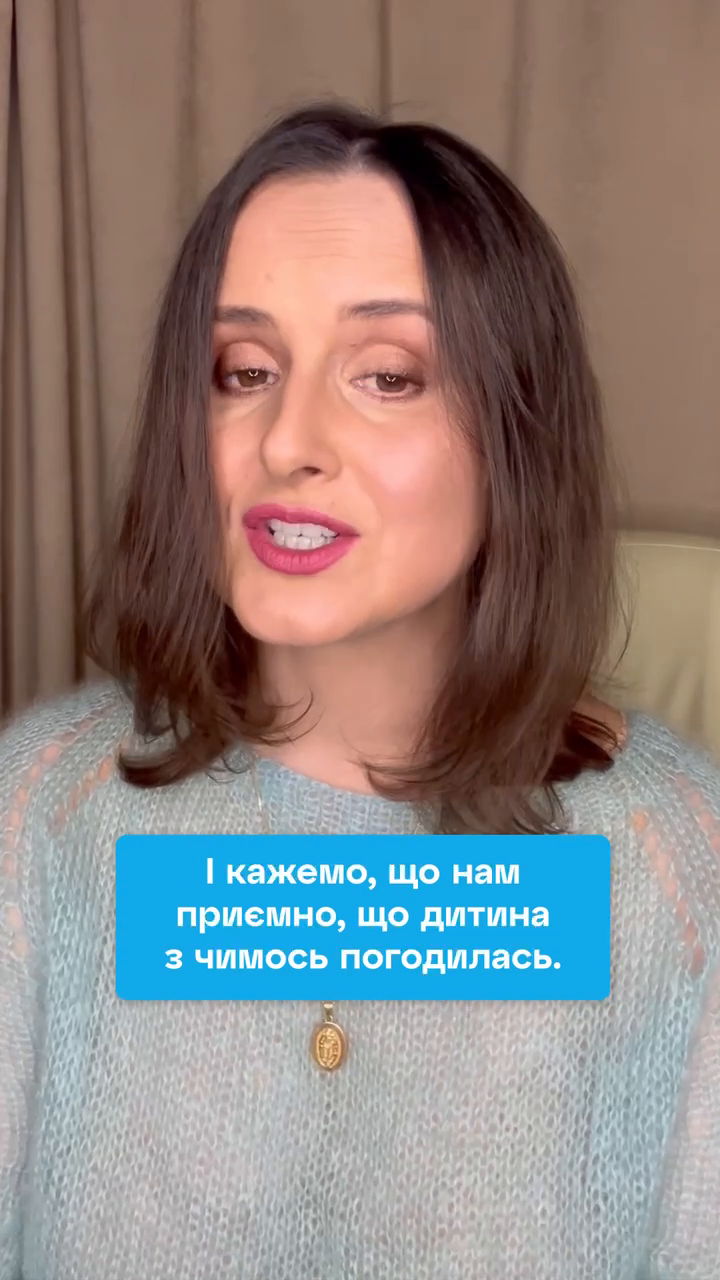 І кажемо, що нам
приємно, що дитина
з чимось погодилась.